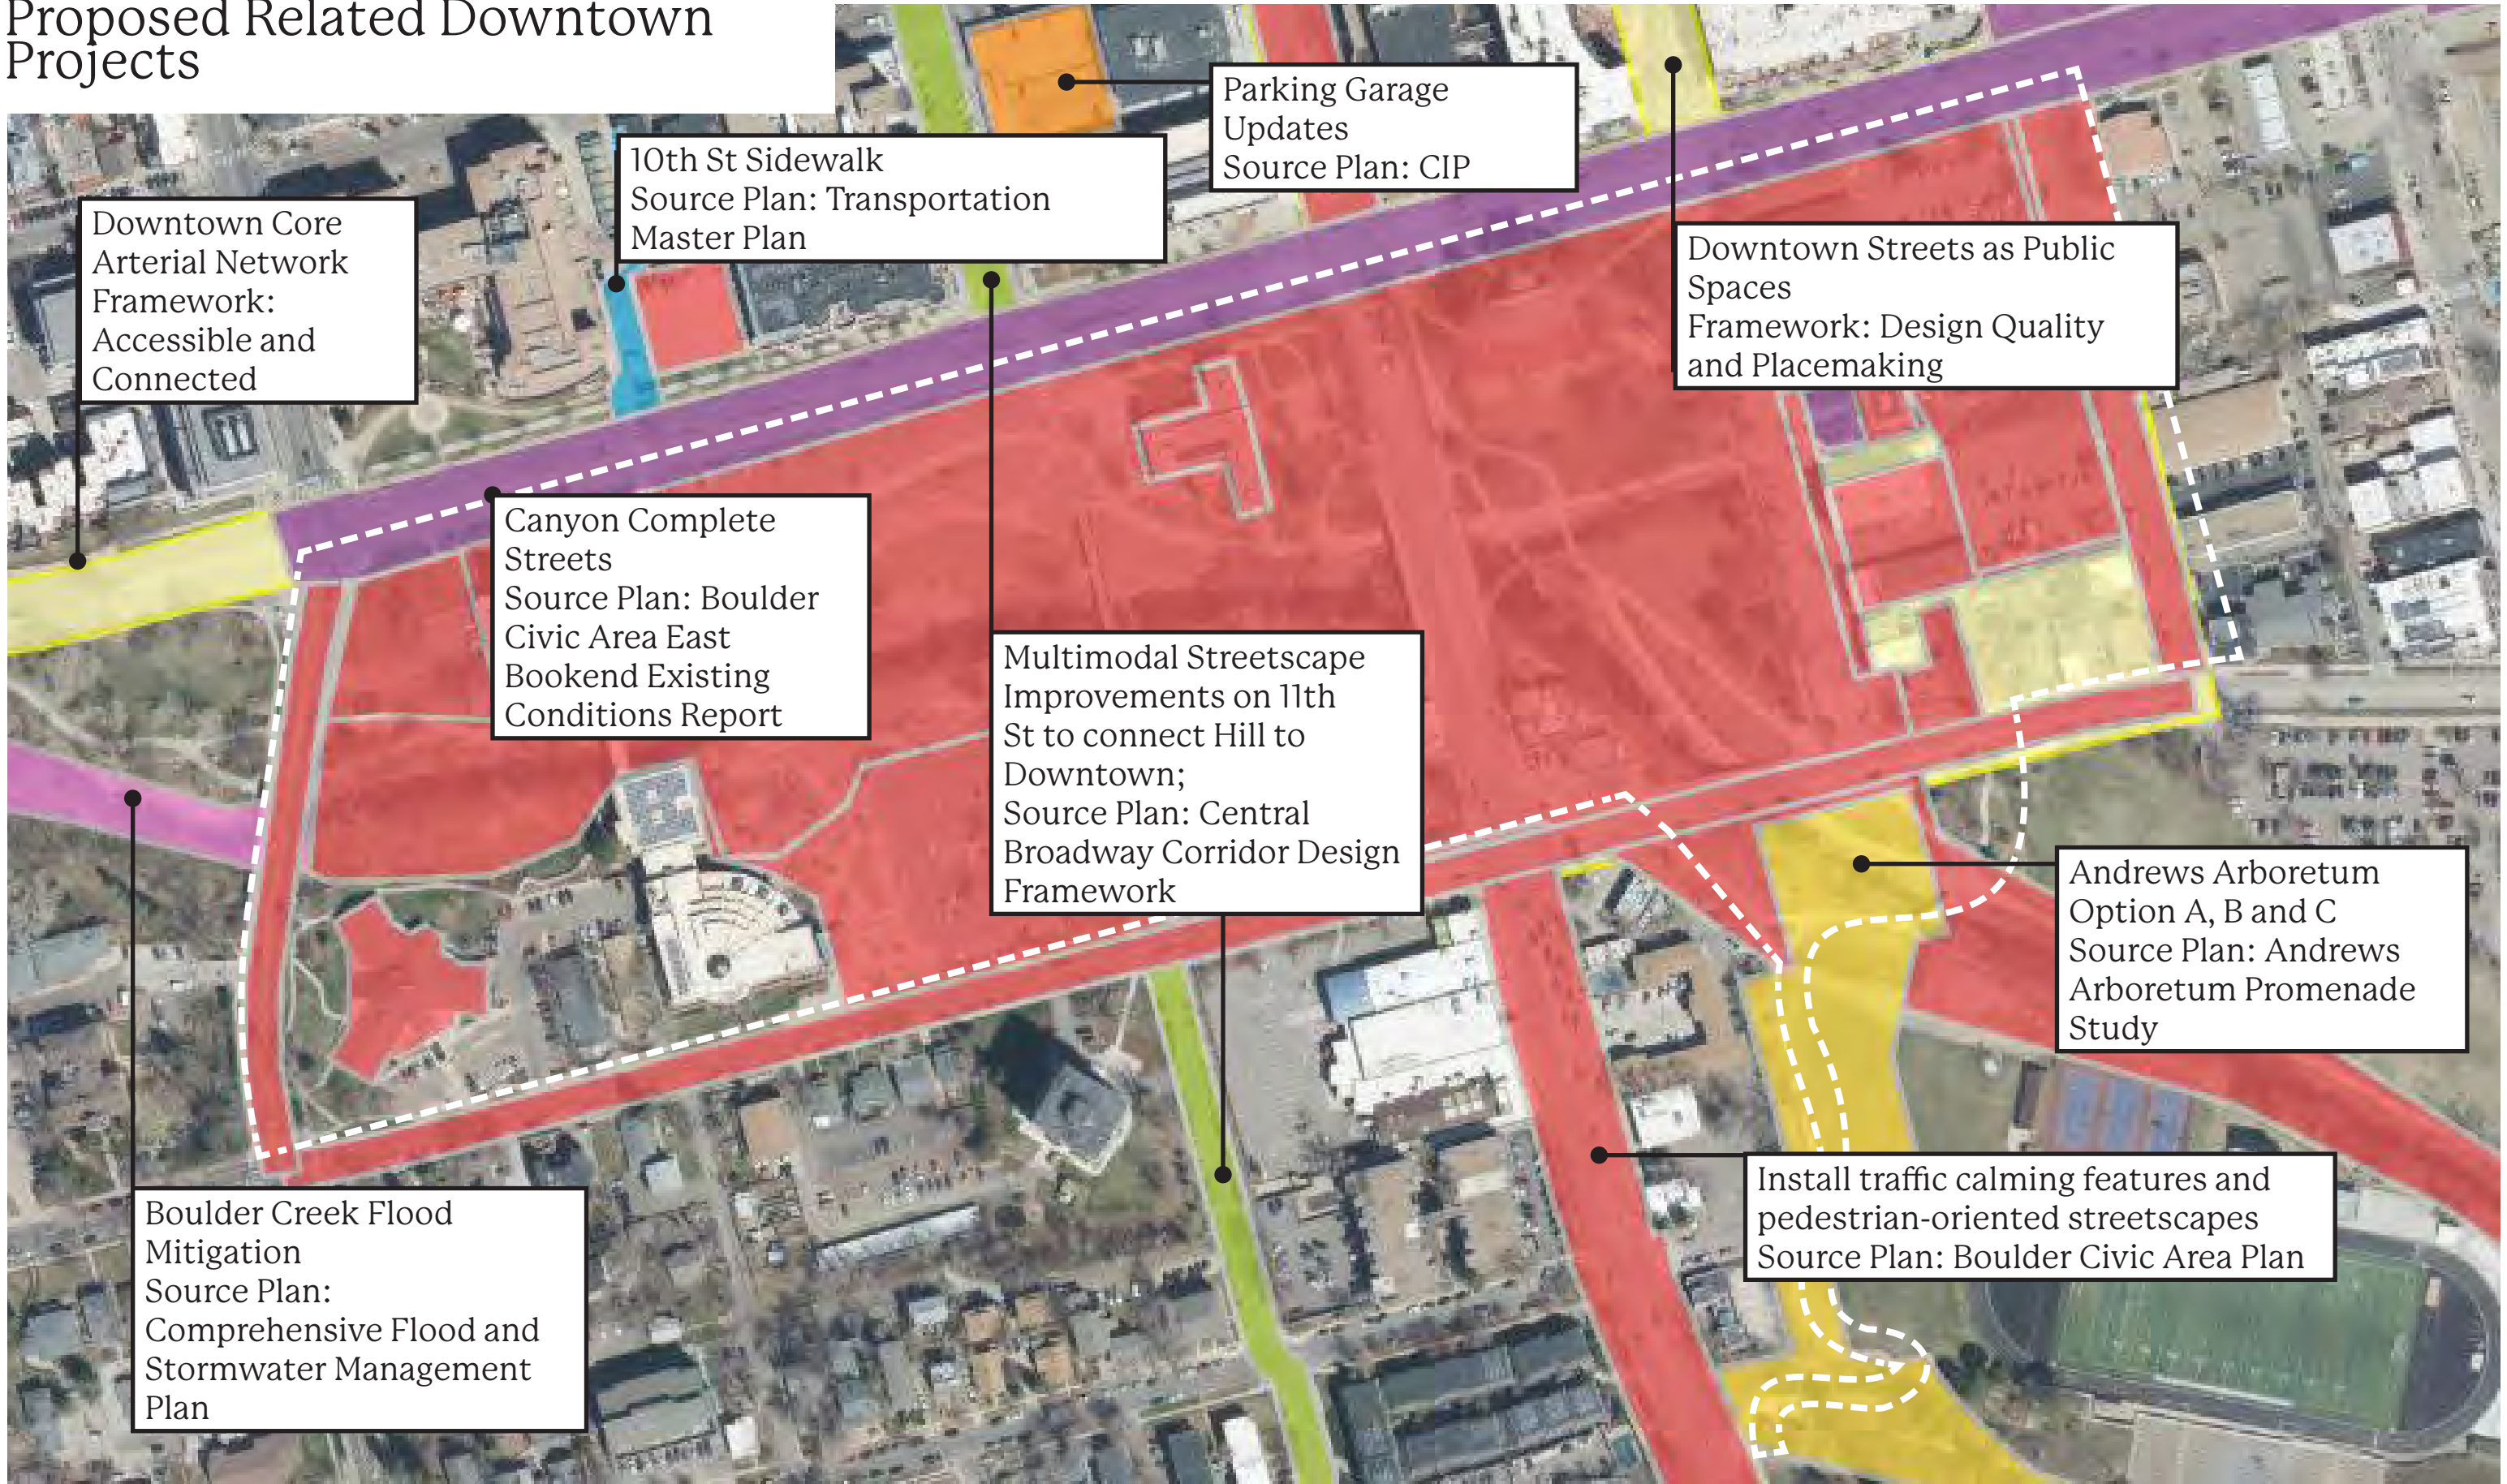 Proposed Related Downtown
Projects
Parking Garage
Updates
Source Plan: CIP
10th St Sidewalk
Source Plan: Transportation
Master Plan
Downtown Core
Arterial Network
Framework:
Accessible and
Connected
Downtown Streets as Public
Spaces
Framework: Design Quality
and Placemaking
Canyon Complete
Streets
Source Plan: Boulder
Civic Area East
Bookend Existing
Conditions Report
Multimodal Streetscape
Improvements on 11th
St to connect Hill to
Downtown;
Source Plan: Central
Broadway Corridor Design
Framework
Andrews Arboretum
Option A, B and C
Source Plan: Andrews
Arboretum Promenade
Study
Install traffic calming features and
pedestrian-oriented streetscapes
Source Plan: Boulder Civic Area Plan
Boulder Creek Flood
Mitigation
Source Plan:
Comprehensive Flood and
Stormwater Management
Plan